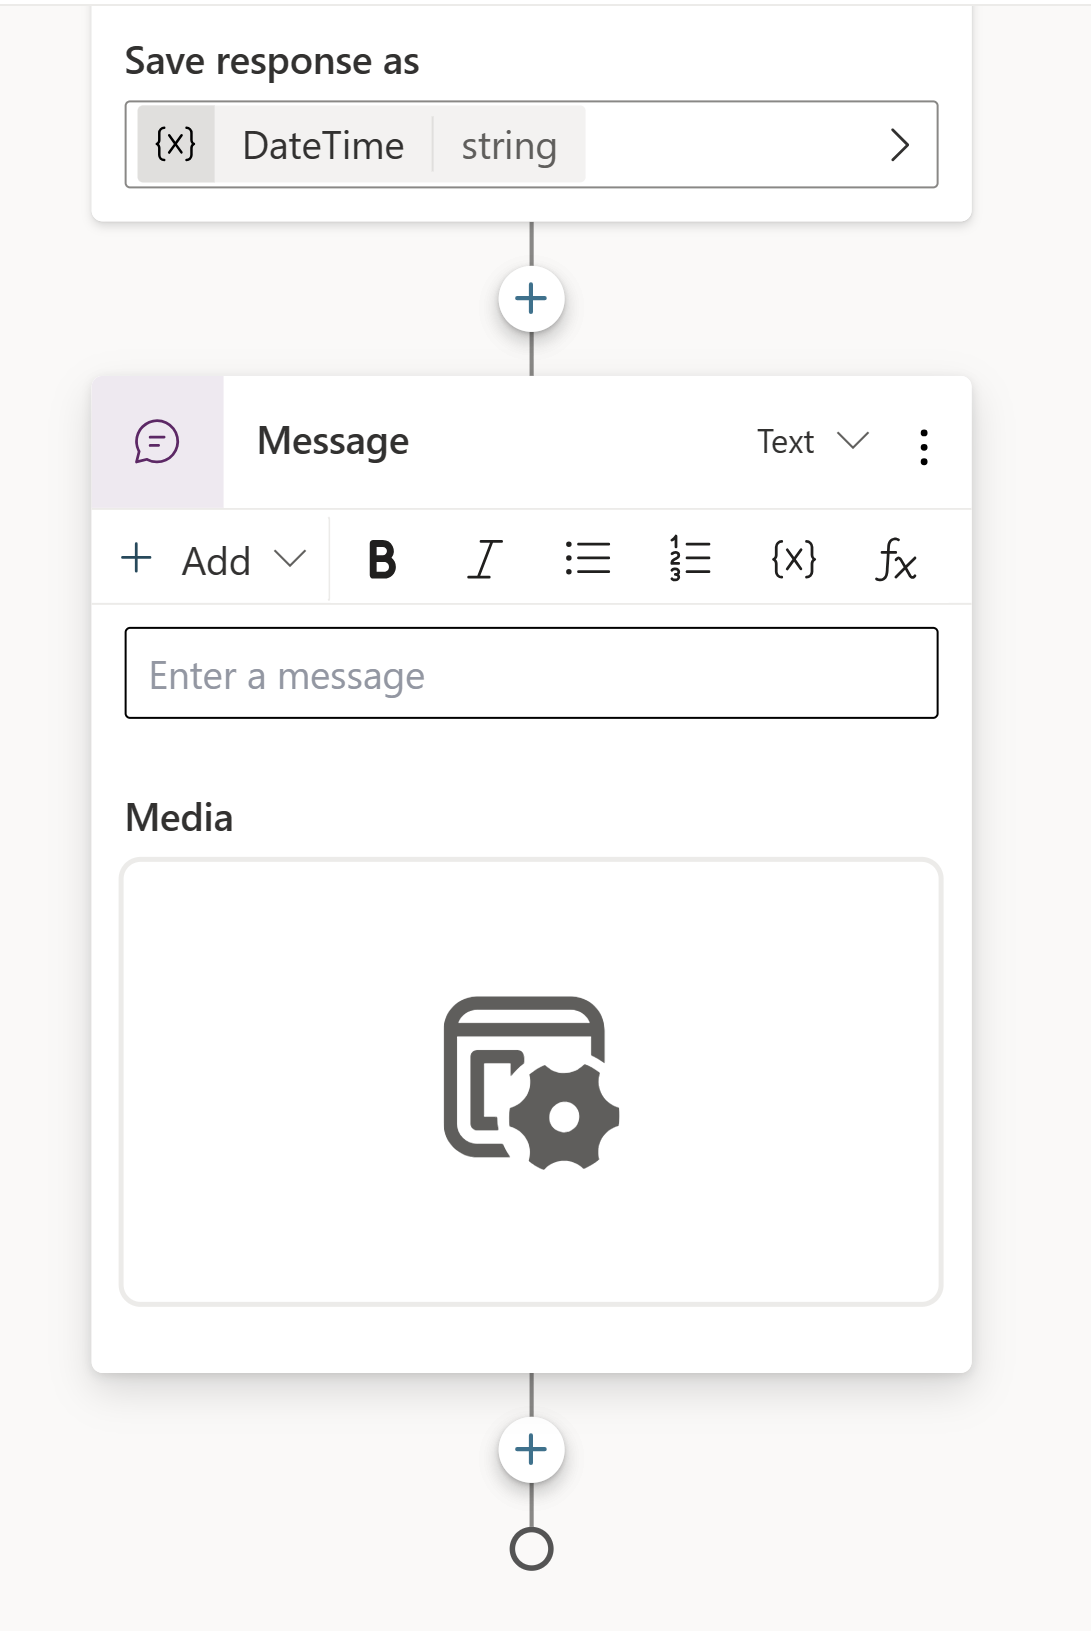 Save response as
{x} DateTime string
Message Text
Add B I {x} fx
Enter a message
Media